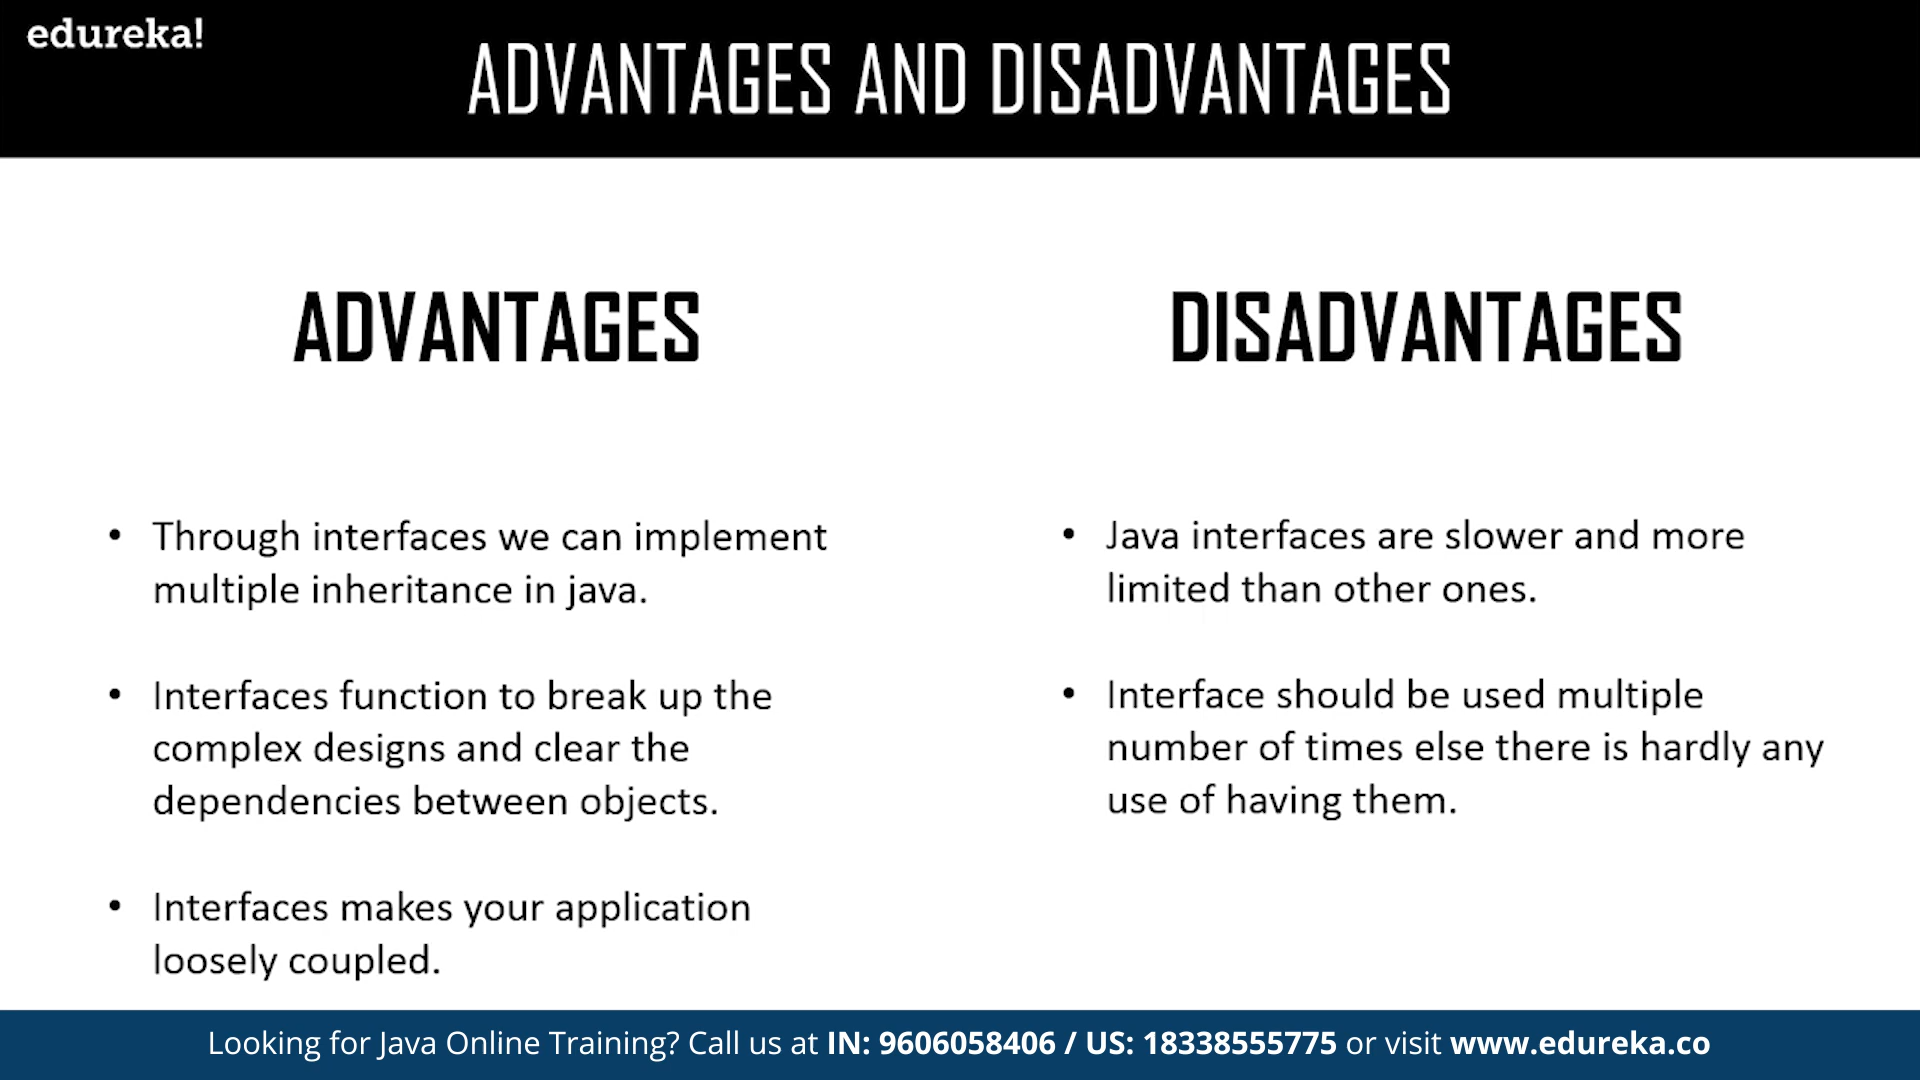 edureka!
ADVANTAGES AND DISADVANTAGES
ADVANTAGES
• Through interfaces we can implement
multiple inheritance in java.
• Interfaces function to break up the
complex designs and clear the
dependencies between objects.
• Interfaces makes your application
loosely coupled.
DISADVANTAGES
• Java interfaces are slower and more
limited than other ones.
• Interface should be used multiple
number of times else there is hardly any
use of having them.
Looking for Java Online Training? Call us at IN: 9606058406 / US: 18338555775 or visit www.edureka.co